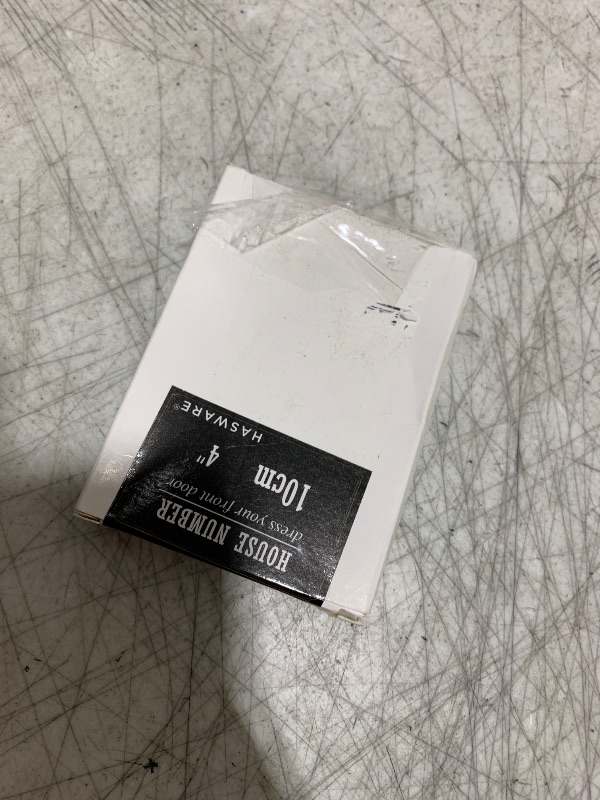 HOUSE NUMBER
dress your front door
10cm 4"
HASWARE®